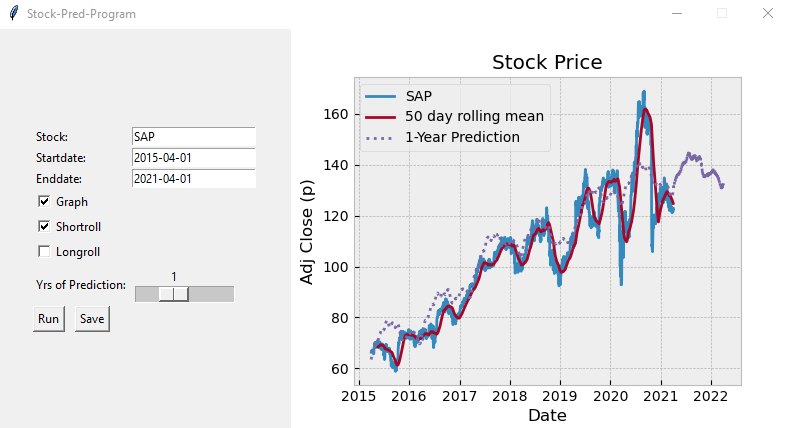 Stock-Pred-Program
Stock: SAP
Startdate: 2015-04-01
Enddate: 2021-04-01
Graph
Shortroll
Longroll
Yrs of Prediction: 1
Run Save
Stock Price
SAP
50 day rolling mean
1-Year Prediction
Adj Close (p)
160
140
120
100
80
60
2015 2016 2017 2018 2019 2020 2021 2022
Date